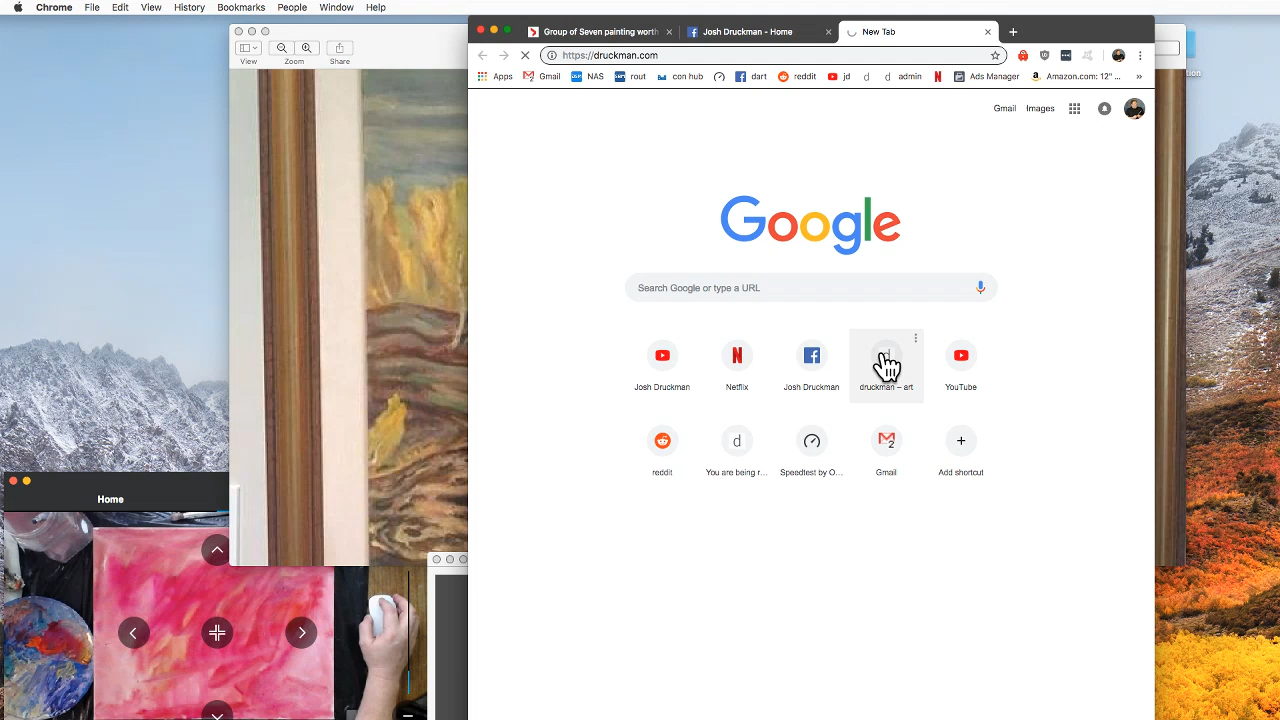 Chrome File Edit View History Bookmarks People Window Help
Group of Seven painting worth Josh Druckman - Home New Tab
View Zoom Share
https://druckman.com
Apps Gmail NAS rout con hub dart reddit jd admin Ads Manager Amazon.com: 12" ... »
Gmail Images
Google
Search Google or type a URL
Josh Druckman Netflix Josh Druckman druckman – art YouTube
reddit You are being r... Speedtest by O... Gmail Add shortcut
Home